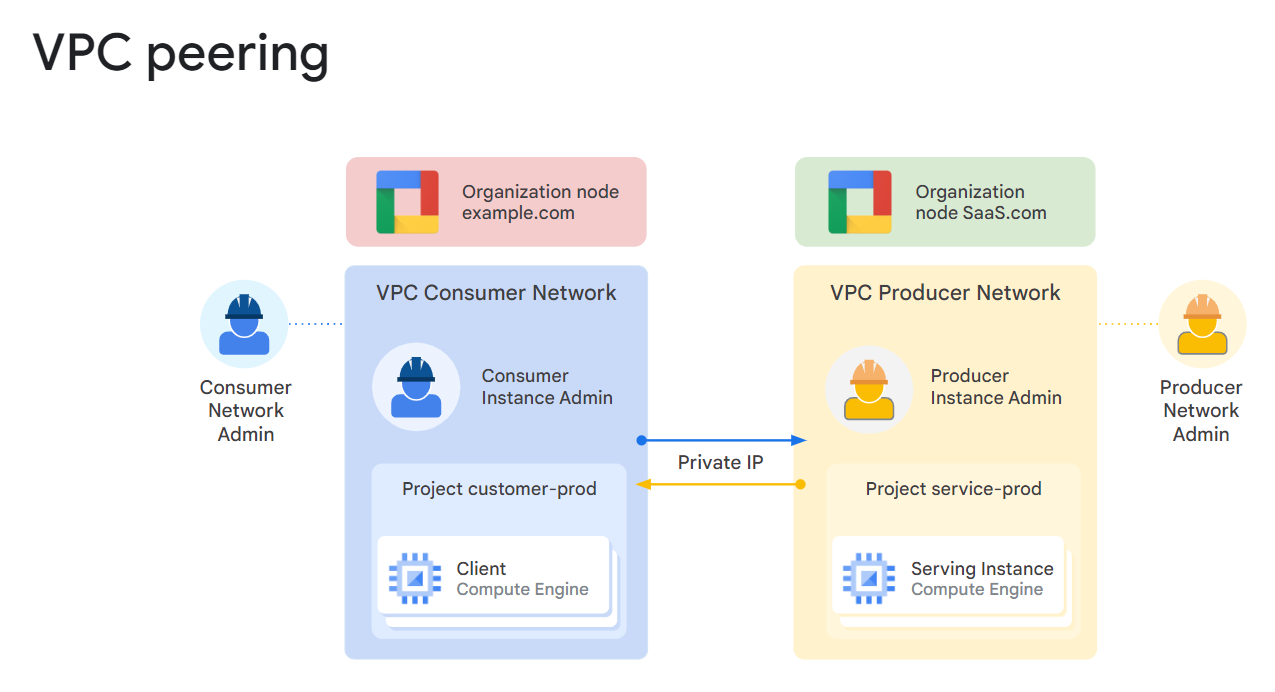 VPC peering
Organization node
example.com
Organization
node SaaS.com
VPC Consumer Network
VPC Producer Network
Consumer
Network
Admin
Consumer
Instance Admin
Producer
Instance Admin
Producer
Network
Admin
Private IP
Project customer-prod
Project service-prod
Client
Compute Engine
Serving Instance
Compute Engine